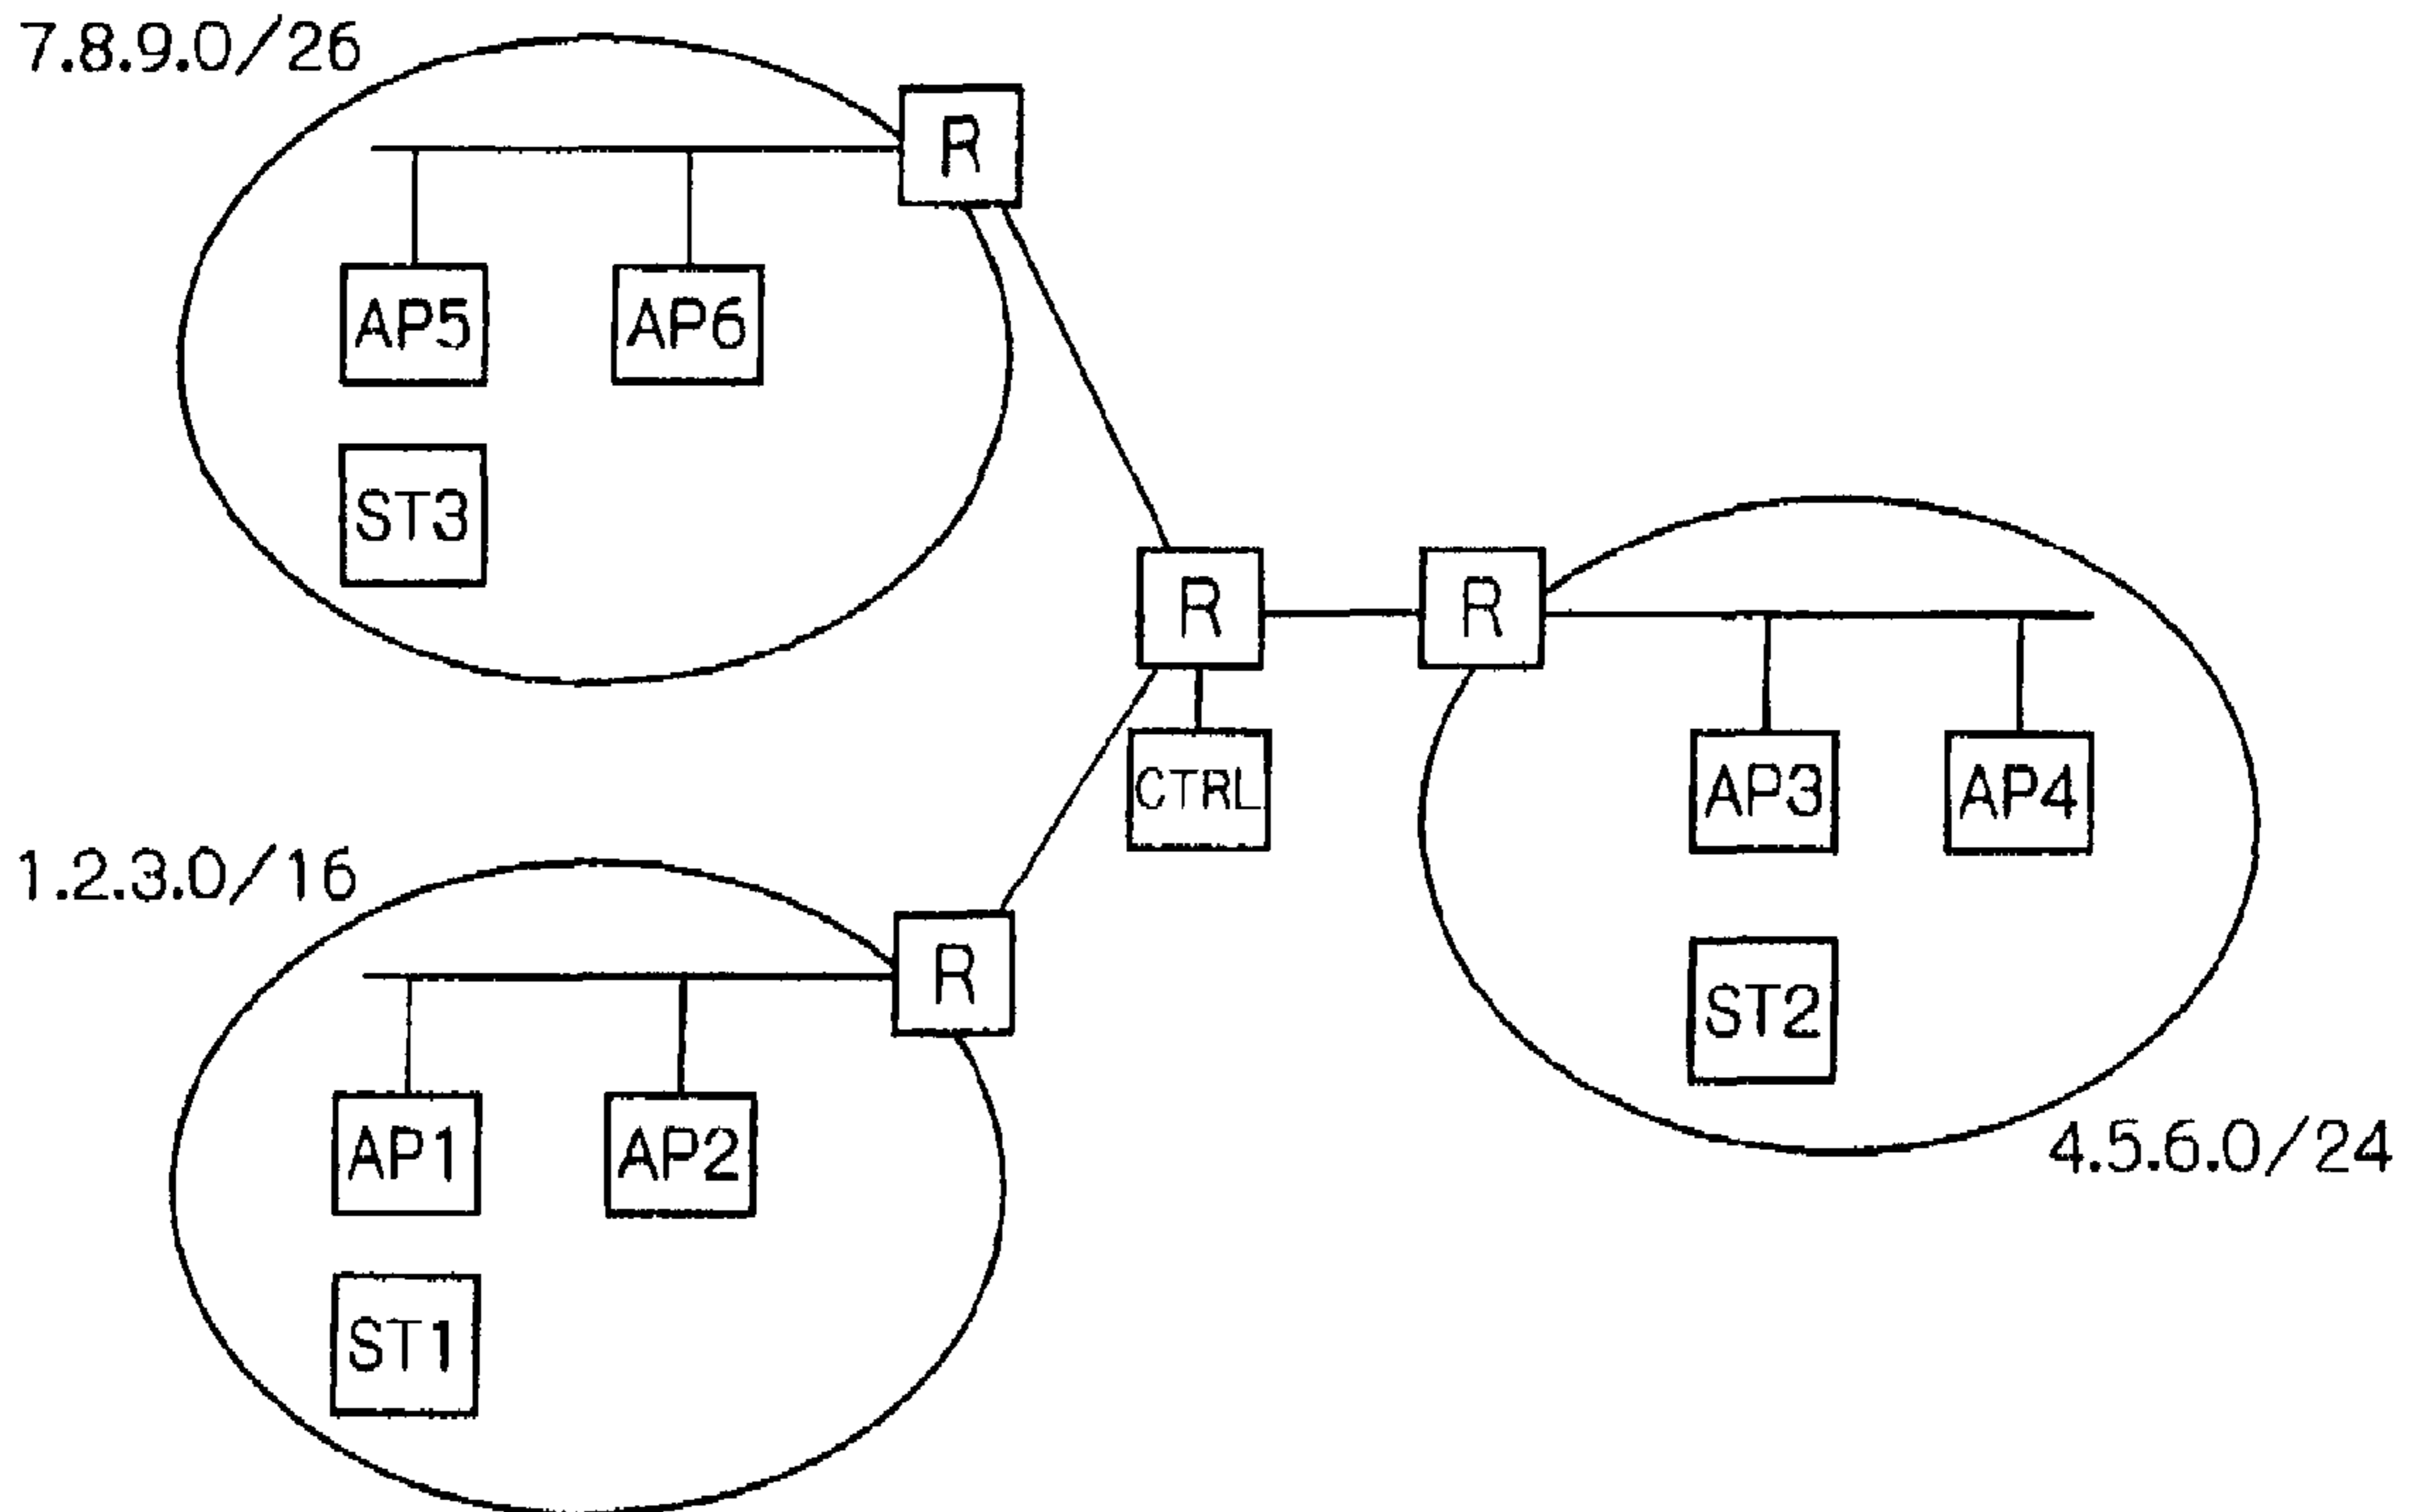 7.8.9.0/26
R
AP5
AP6
ST3
R
R
CTRL
AP3
AP4
1.2.3.0/16
R
ST2
AP1
AP2
4.5.6.0/24
ST1